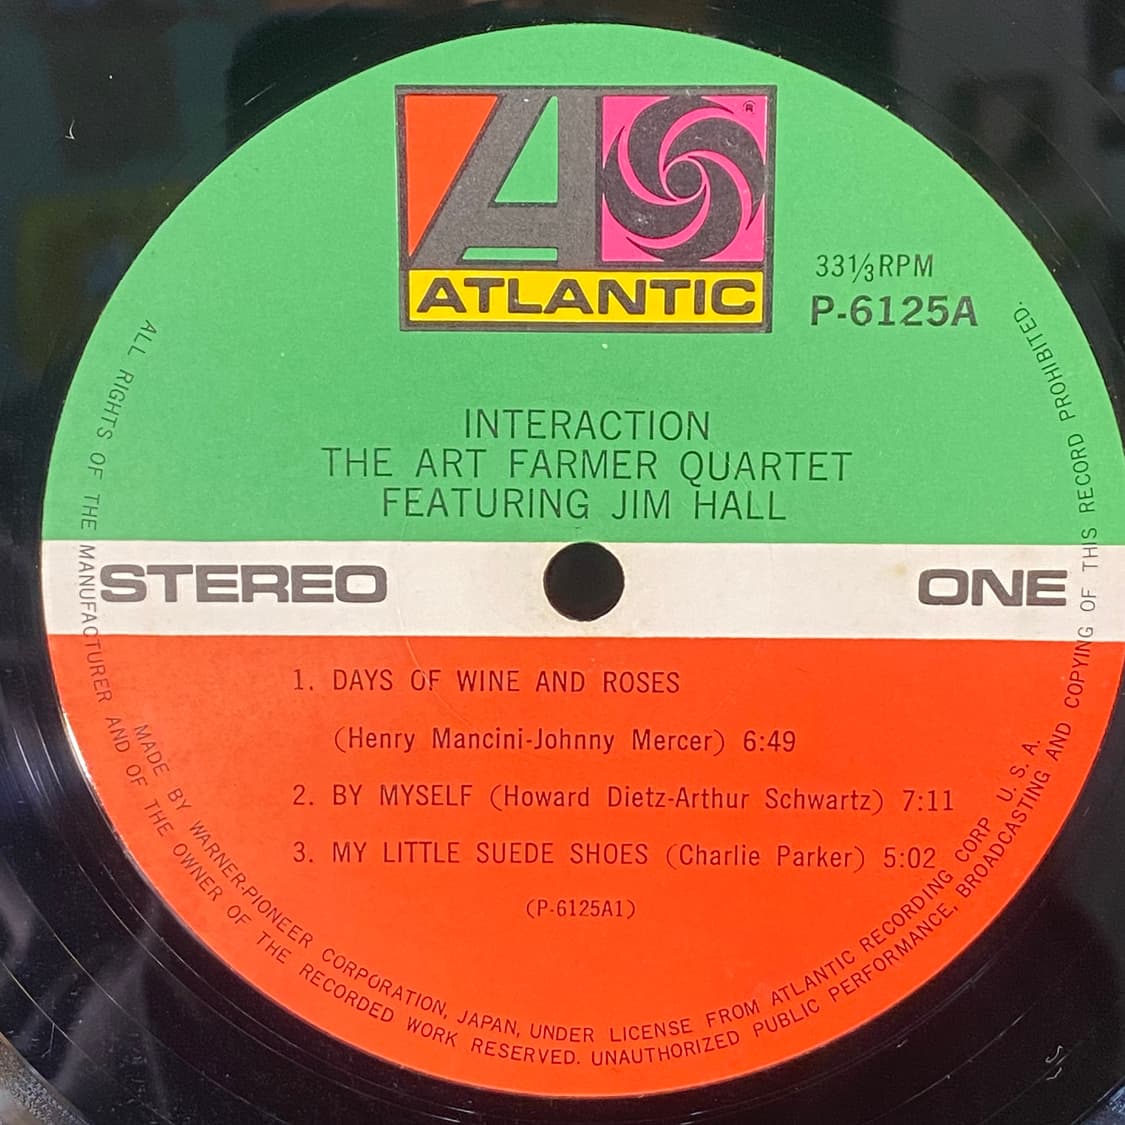 A
®
ATLANTIC
33 1/3 RPM
P-6125A
INTERACTION
THE ART FARMER QUARTET
FEATURING JIM HALL
STEREO
ONE
1. DAYS OF WINE AND ROSES
(Henry Mancini-Johnny Mercer) 6:49
2. BY MYSELF (Howard Dietz-Arthur Schwartz) 7:11
3. MY LITTLE SUEDE SHOES (Charlie Parker) 5:02
(P-6125A1)
MADE BY WARNER-PIONEER CORPORATION, JAPAN, UNDER LICENSE FROM ATLANTIC RECORDING CORP U. S. A.
ALL RIGHTS OF THE MANUFACTURER AND OF THE OWNER OF THE RECORDED WORK RESERVED. UNAUTHORIZED PUBLIC PERFORMANCE, BROADCASTING AND COPYING OF THIS RECORD PROHIBITED.